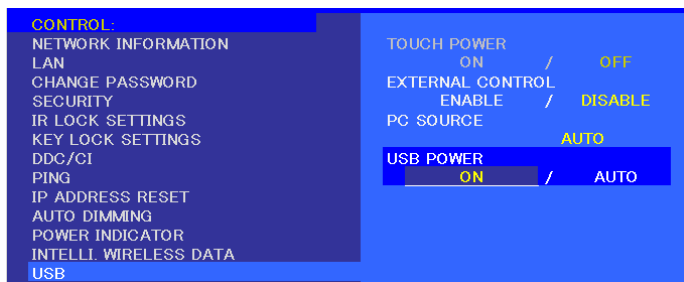 CONTROL:
NETWORK INFORMATION
LAN
CHANGE PASSWORD
SECURITY
IR LOCK SETTINGS
KEY LOCK SETTINGS
DDC/CI
PING
IP ADDRESS RESET
AUTO DIMMING
POWER INDICATOR
INTELLI. WIRELESS DATA
USB
TOUCH POWER
ON / OFF
EXTERNAL CONTROL
ENABLE / DISABLE
PC SOURCE
AUTO
USB POWER
ON / AUTO